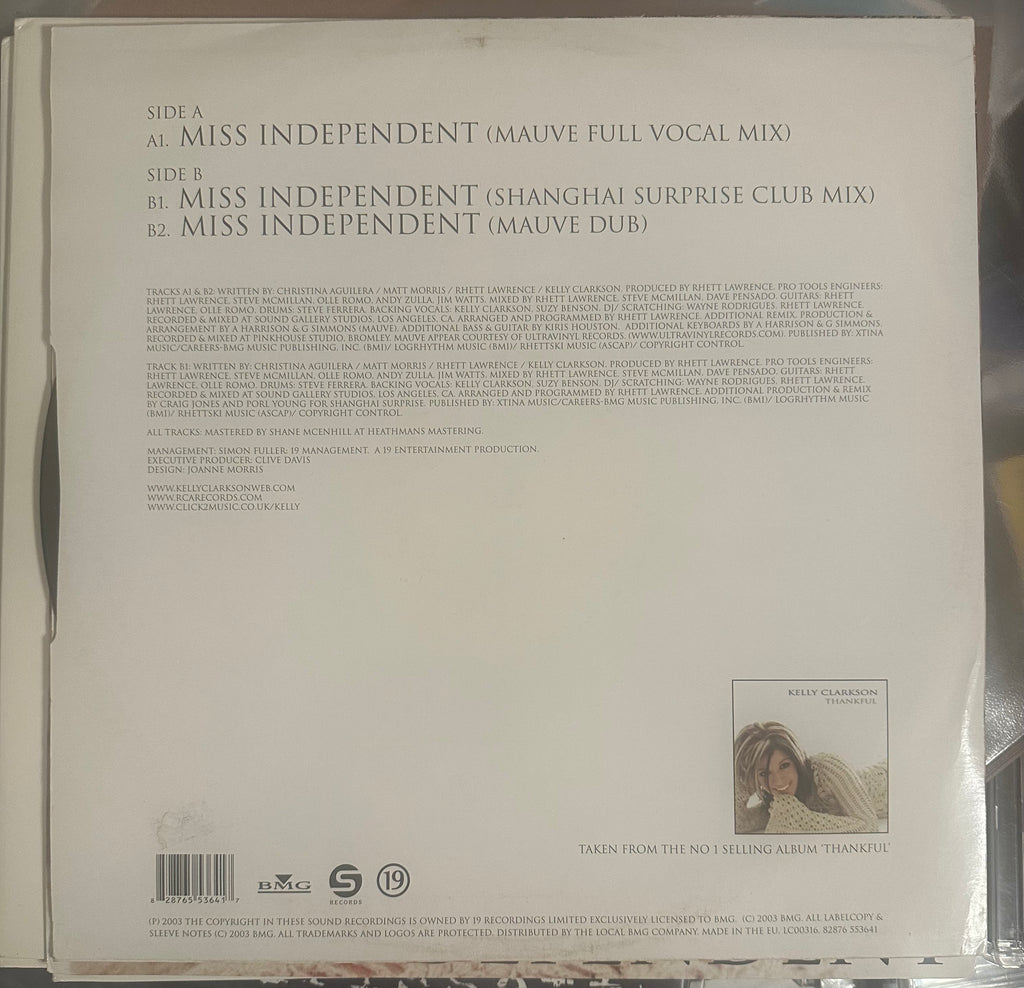 SIDE A
A1. MISS INDEPENDENT (MAUVE FULL VOCAL MIX)
SIDE B
B1. MISS INDEPENDENT (SHANGHAI SURPRISE CLUB MIX)
B2. MISS INDEPENDENT (MAUVE DUB)
TRACKS A1 & B2: WRITTEN BY: CHRISTINA AGUILERA / MATT MORRIS / RHETT LAWRENCE / KELLY CLARKSON. PRODUCED BY RHETT LAWRENCE. PRO TOOLS ENGINEERS:
RHETT LAWRENCE, STEVE MCMILLAN, OLLE ROMO, ANDY ZULLA, JIM WATTS. MIXED BY RHETT LAWRENCE, STEVE MCMILLAN, DAVE PENSADO. GUITARS: RHETT
LAWRENCE, OLLE ROMO. DRUMS: STEVE FERRERA. BACKING VOCALS: KELLY CLARKSON, SUZY BENSON. DJ/ SCRATCHING: WAYNE RODRIGUES, RHETT LAWRENCE.
RECORDED & MIXED AT SOUND GALLERY STUDIOS, LOS ANGELES, CA. ARRANGED AND PROGRAMMED BY RHETT LAWRENCE. ADDITIONAL REMIX, PRODUCTION &
ARRANGEMENT BY A HARRISON & G SIMMONS (MAUVE). ADDITIONAL BASS & GUITAR BY KIRIS HOUSTON. ADDITIONAL KEYBOARDS BY A HARRISON & G SIMMONS.
RECORDED & MIXED AT PINKHOUSE STUDIO, BROMLEY. MAUVE APPEAR COURTESY OF ULTRAVINYL RECORDS. (WWW.ULTRAVINYLRECORDS.COM). PUBLISHED BY: XTINA
MUSIC/CAREERS-BMG MUSIC PUBLISHING, INC. (BMI)/ LOGRHYTHM MUSIC (BMI)/ RHETTSKI MUSIC (ASCAP)/ COPYRIGHT CONTROL.
TRACK B1: WRITTEN BY: CHRISTINA AGUILERA / MATT MORRIS / RHETT LAWRENCE / KELLY CLARKSON. PRODUCED BY RHETT LAWRENCE. PRO TOOLS ENGINEERS:
RHETT LAWRENCE, STEVE MCMILLAN, OLLE ROMO, ANDY ZULLA, JIM WATTS. MIXED BY RHETT LAWRENCE, STEVE MCMILLAN, DAVE PENSADO. GUITARS: RHETT
LAWRENCE, OLLE ROMO. DRUMS: STEVE FERRERA. BACKING VOCALS: KELLY CLARKSON, SUZY BENSON. DJ/ SCRATCHING: WAYNE RODRIGUES, RHETT LAWRENCE.
RECORDED & MIXED AT SOUND GALLERY STUDIOS, LOS ANGELES, CA. ARRANGED AND PROGRAMMED BY RHETT LAWRENCE. ADDITIONAL PRODUCTION & REMIX
BY CRAIG JONES AND PORL YOUNG FOR SHANGHAI SURPRISE. PUBLISHED BY: XTINA MUSIC/CAREERS-BMG MUSIC PUBLISHING, INC. (BMI)/ LOGRHYTHM MUSIC
(BMI)/ RHETTSKI MUSIC (ASCAP)/ COPYRIGHT CONTROL.
ALL TRACKS: MASTERED BY SHANE MCENHILL AT HEATHMANS MASTERING.
MANAGEMENT: SIMON FULLER: 19 MANAGEMENT. A 19 ENTERTAINMENT PRODUCTION.
EXECUTIVE PRODUCER: CLIVE DAVIS
DESIGN: JOANNE MORRIS
WWW.KELLYCLARKSONWEB.COM
WWW.RCARECORDS.COM
WWW.CLICK2MUSIC.CO.UK/KELLY
KELLY CLARKSON
THANKFUL
TAKEN FROM THE NO 1 SELLING ALBUM 'THANKFUL'
8 28765 53641 7
BMG
S RECORDS
19
(P) 2003 THE COPYRIGHT IN THESE SOUND RECORDINGS IS OWNED BY 19 RECORDINGS LIMITED EXCLUSIVELY LICENSED TO BMG. (C) 2003 BMG. ALL LABELCOPY &
SLEEVE NOTES (C) 2003 BMG. ALL TRADEMARKS AND LOGOS ARE PROTECTED. DISTRIBUTED BY THE LOCAL BMG COMPANY. MADE IN THE EU. LC00316. 82876 553641